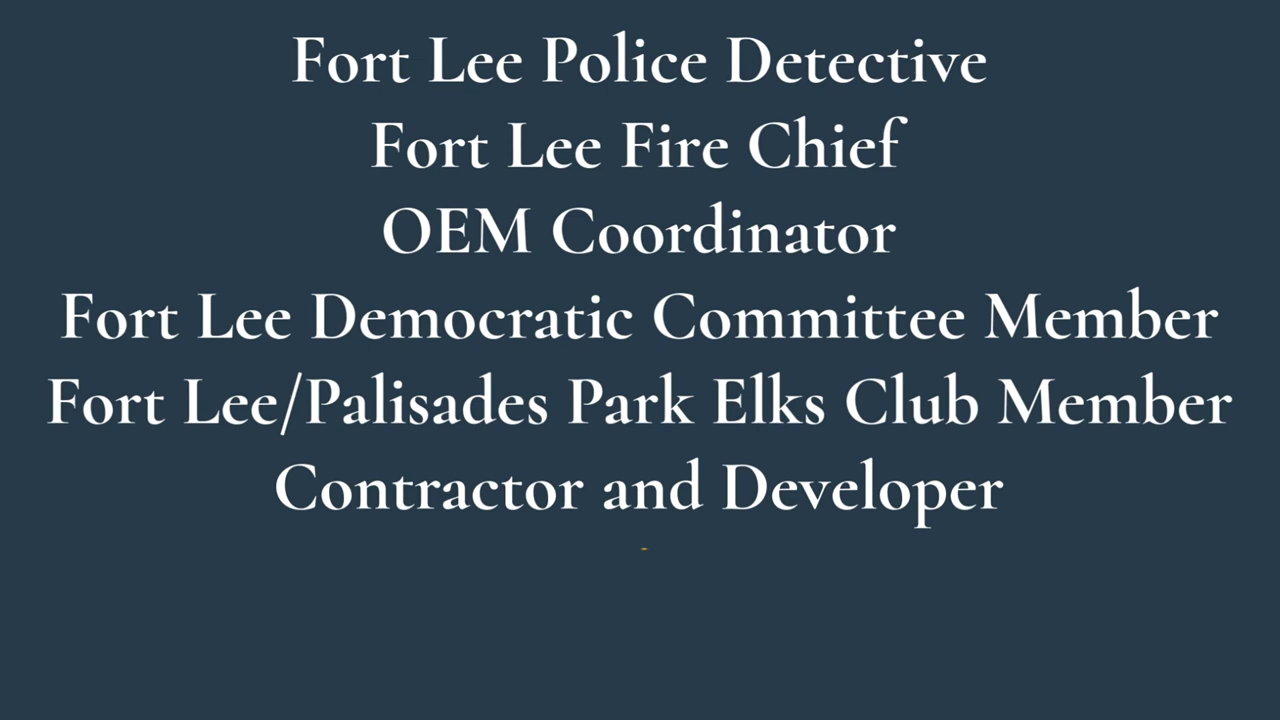 Fort Lee Police Detective
Fort Lee Fire Chief
OEM Coordinator
Fort Lee Democratic Committee Member
Fort Lee/Palisades Park Elks Club Member
Contractor and Developer